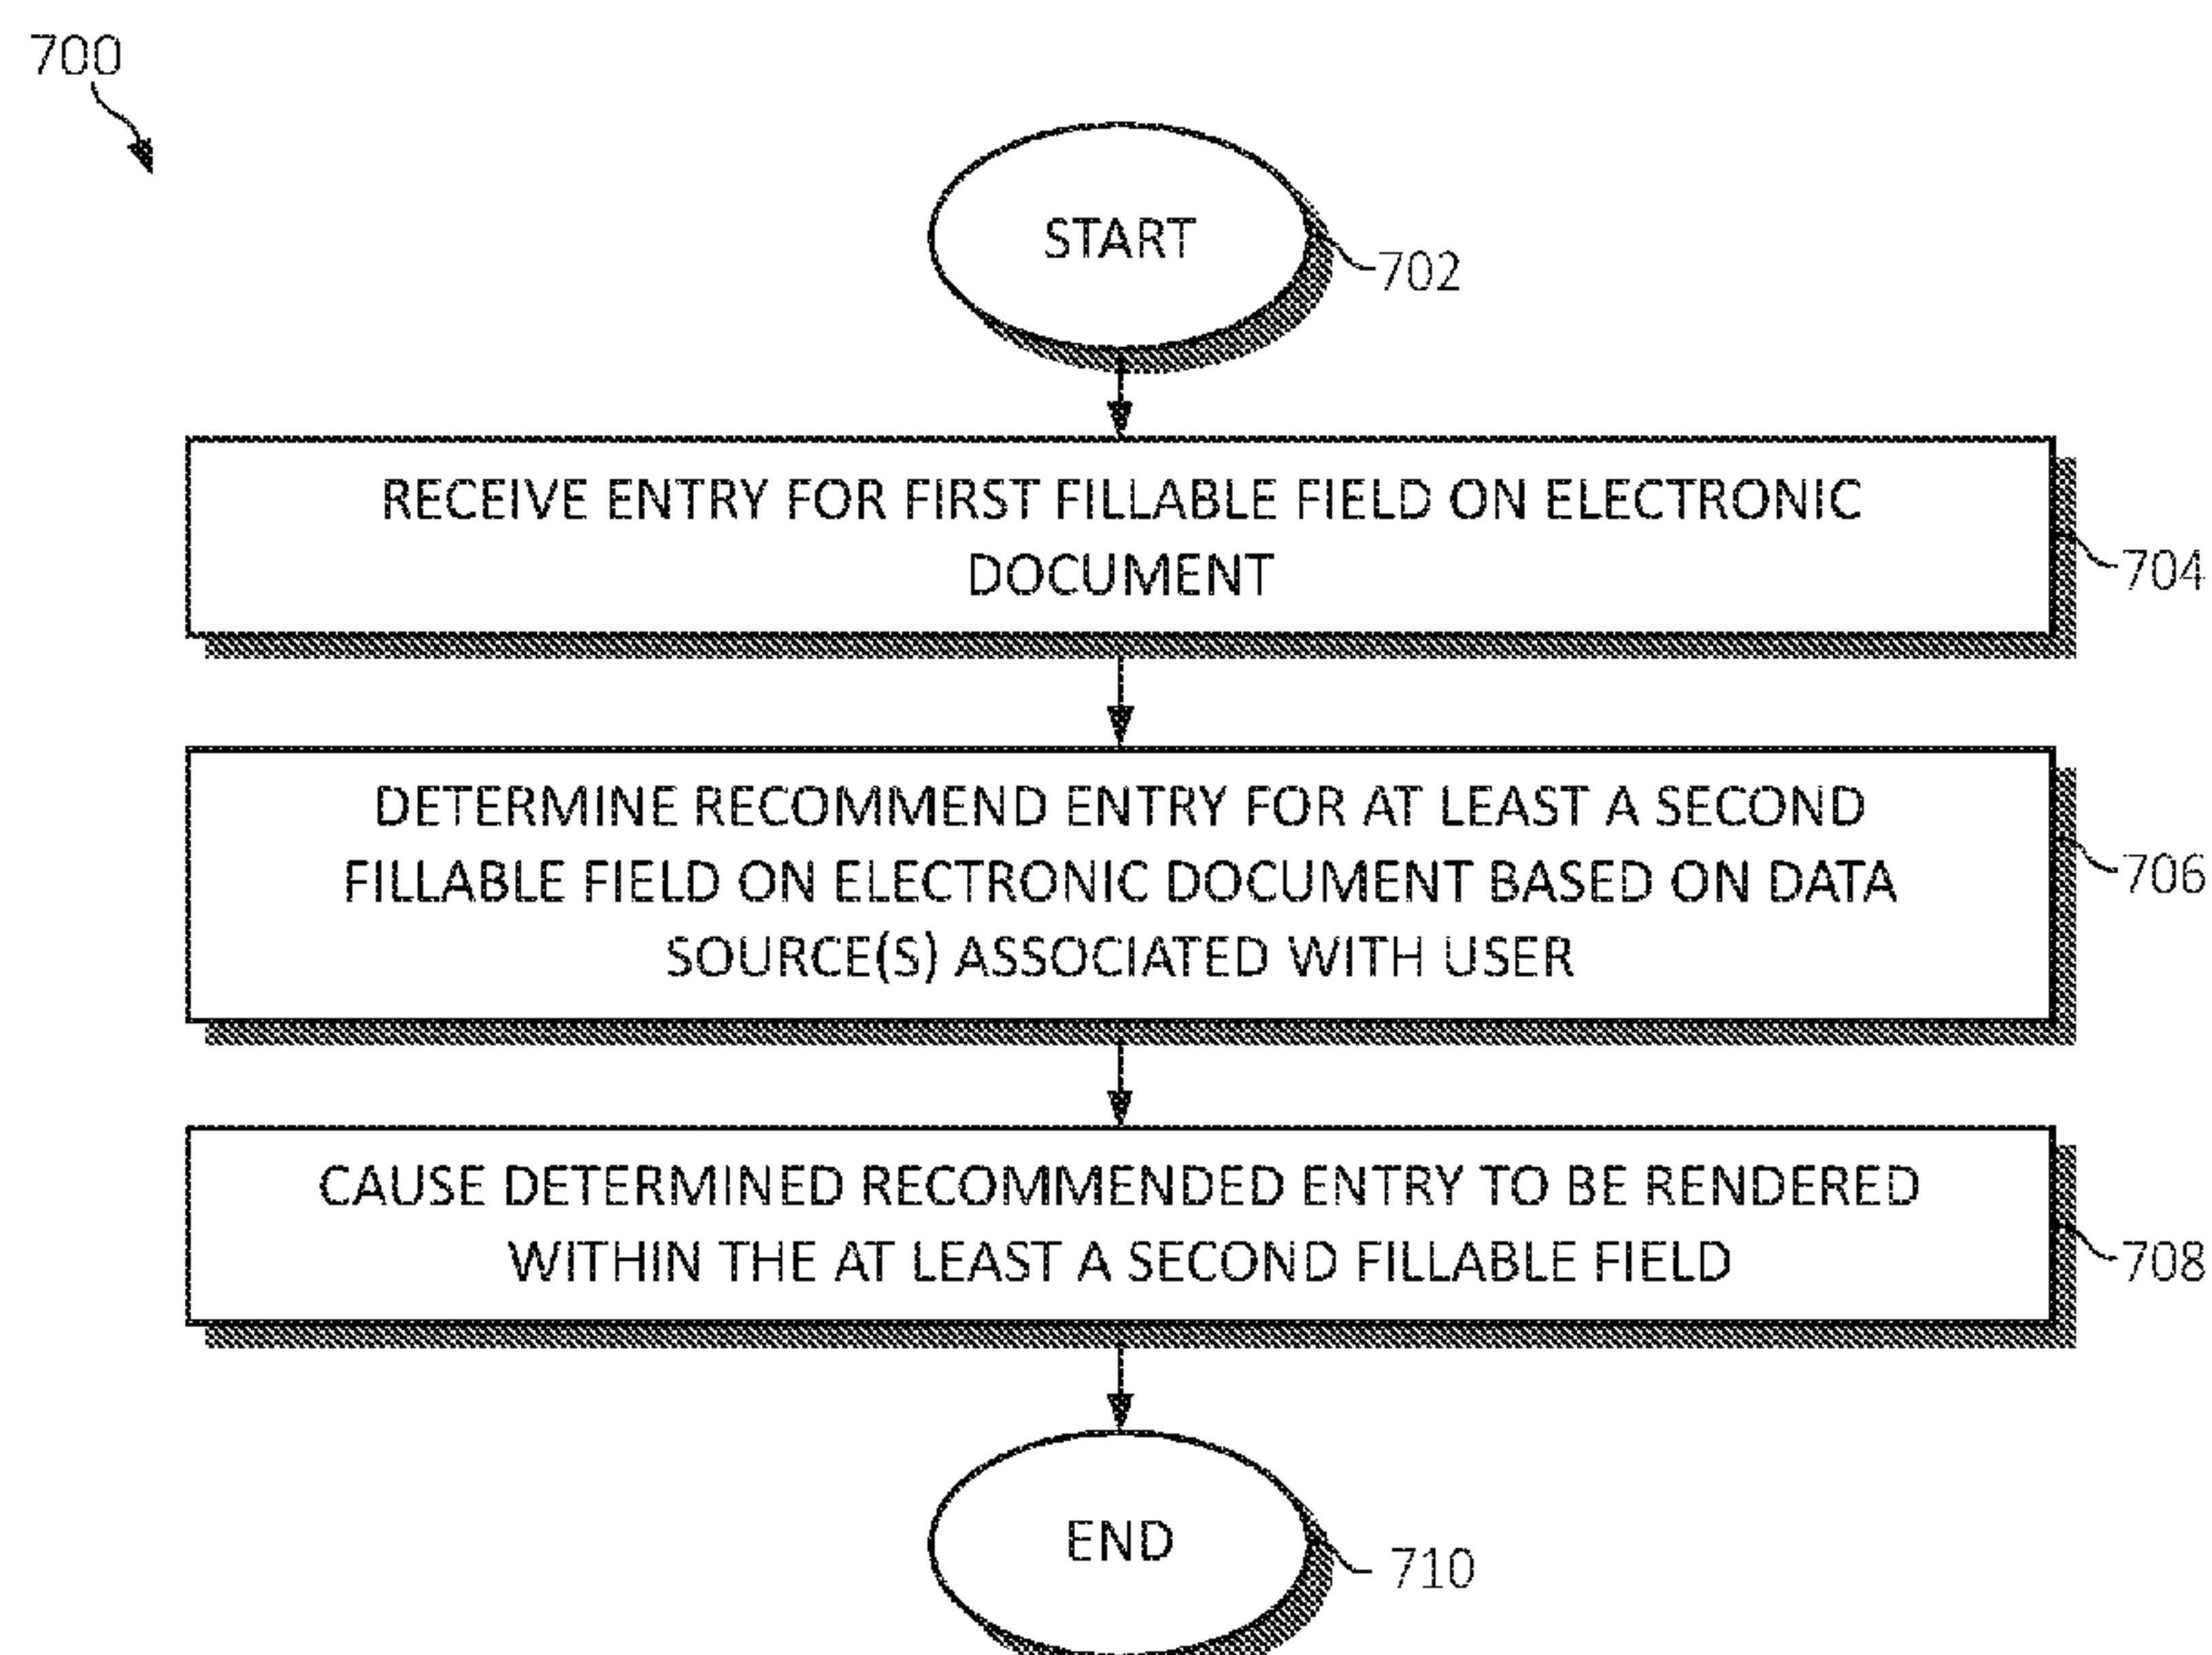 700
START
702
RECEIVE ENTRY FOR FIRST FILLABLE FIELD ON ELECTRONIC
DOCUMENT
704
DETERMINE RECOMMEND ENTRY FOR AT LEAST A SECOND
FILLABLE FIELD ON ELECTRONIC DOCUMENT BASED ON DATA
SOURCE(S) ASSOCIATED WITH USER
706
CAUSE DETERMINED RECOMMENDED ENTRY TO BE RENDERED
WITHIN THE AT LEAST A SECOND FILLABLE FIELD
708
END
710